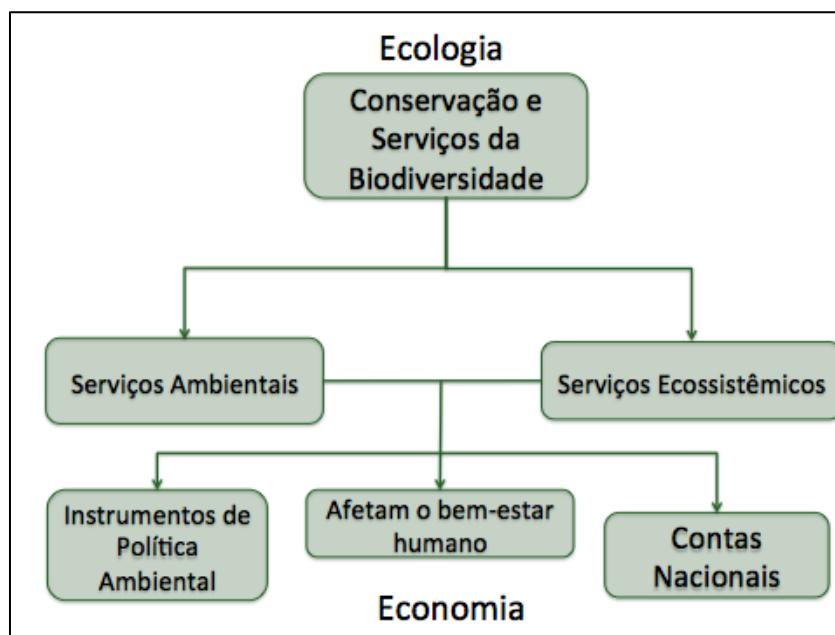 Ecologia
Conservação e
Serviços da
Biodiversidade
Serviços Ambientais
Serviços Ecossistêmicos
Instrumentos de
Política
Ambiental
Afetam o bem-estar
humano
Contas
Nacionais
Economia